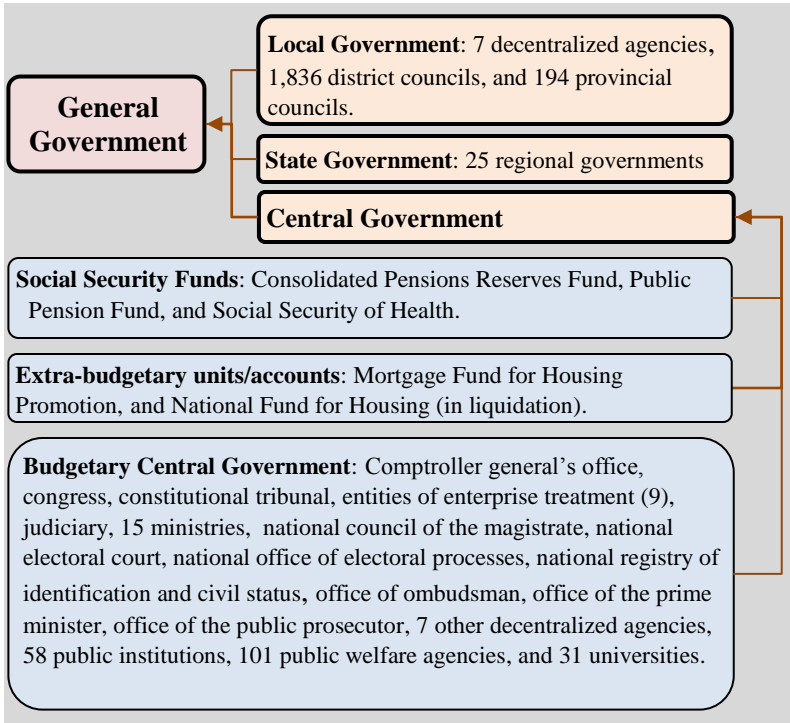 General
Government
Local Government: 7 decentralized agencies,
1,836 district councils, and 194 provincial
councils.
State Government: 25 regional governments
Central Government
Social Security Funds: Consolidated Pensions Reserves Fund, Public
Pension Fund, and Social Security of Health.
Extra-budgetary units/accounts: Mortgage Fund for Housing
Promotion, and National Fund for Housing (in liquidation).
Budgetary Central Government: Comptroller general’s office,
congress, constitutional tribunal, entities of enterprise treatment (9),
judiciary, 15 ministries, national council of the magistrate, national
electoral court, national office of electoral processes, national registry of
identification and civil status, office of ombudsman, office of the prime
minister, office of the public prosecutor, 7 other decentralized agencies,
58 public institutions, 101 public welfare agencies, and 31 universities.